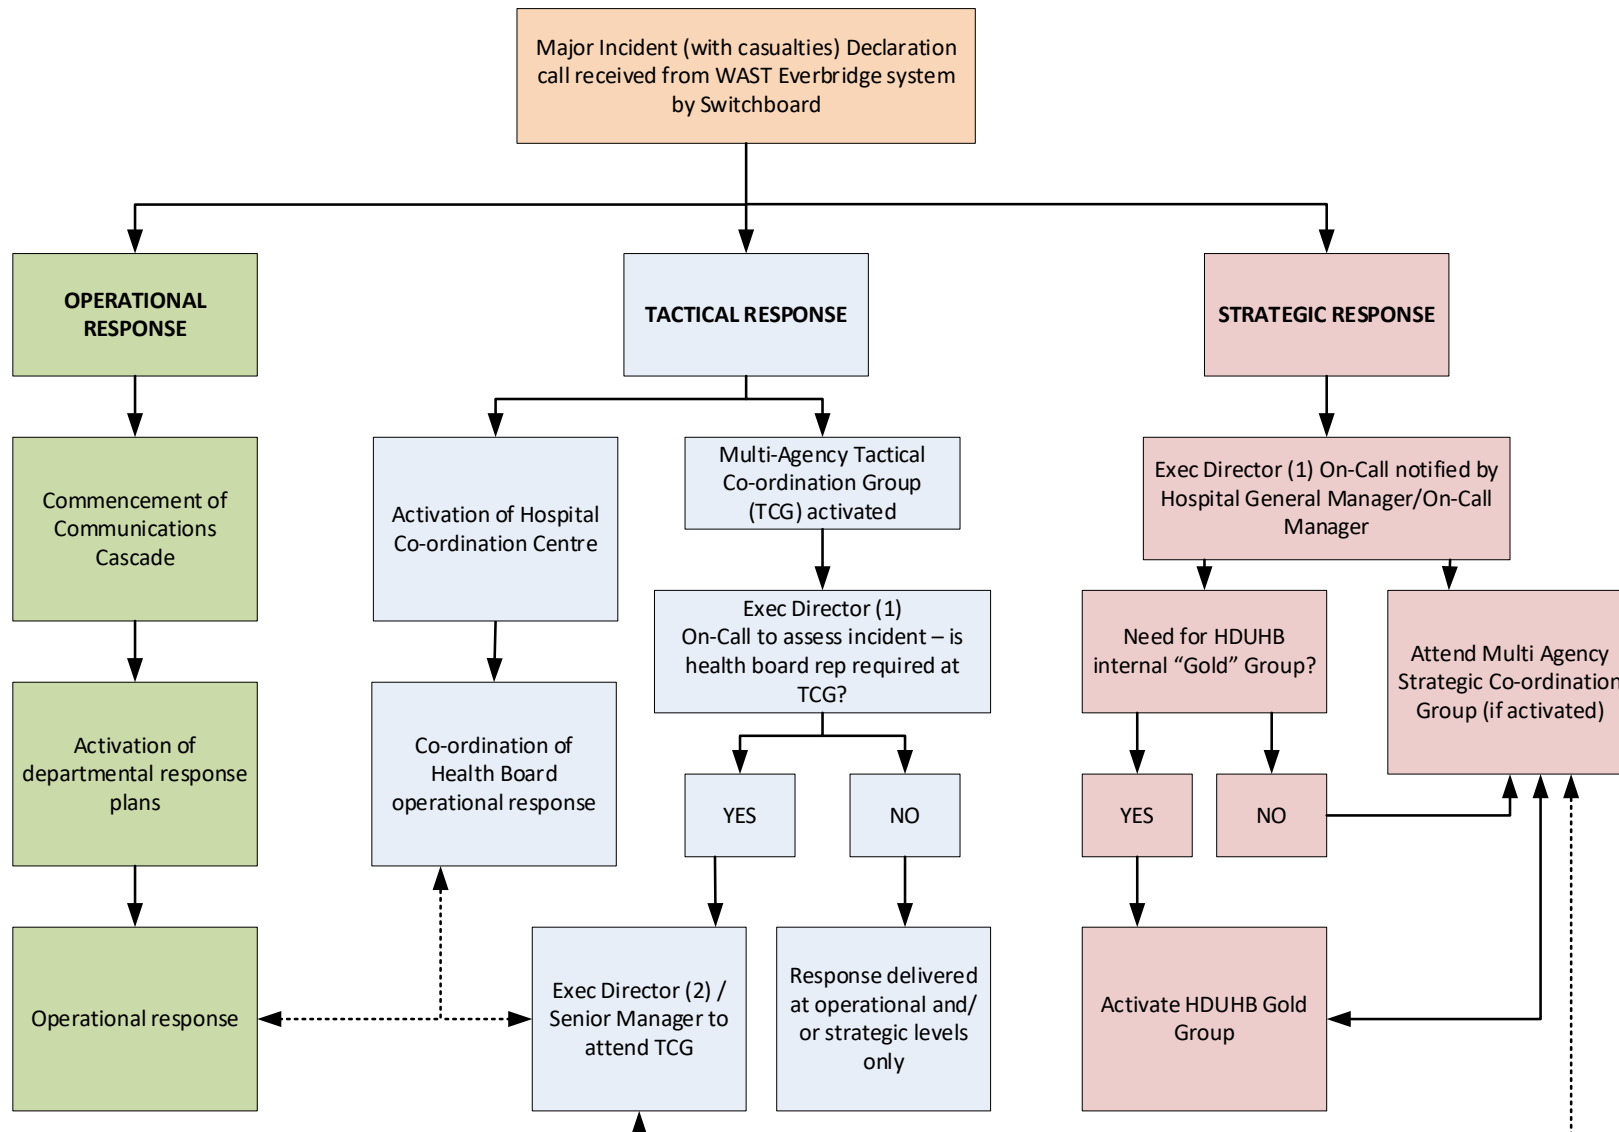 Major Incident (with casualties) Declaration
call received from WAST Everbridge system
by Switchboard
OPERATIONAL
RESPONSE
TACTICAL RESPONSE
STRATEGIC RESPONSE
Commencement of
Communications
Cascade
Activation of Hospital
Co-ordination Centre
Multi-Agency Tactical
Co-ordination Group
(TCG) activated
Exec Director (1) On-Call notified by
Hospital General Manager/On-Call
Manager
Exec Director (1)
On-Call to assess incident – is
health board rep required at
TCG?
Need for HDUHB
internal “Gold” Group?
Attend Multi Agency
Strategic Co-ordination
Group (if activated)
Activation of
departmental response
plans
Co-ordination of
Health Board
operational response
YES
NO
YES
NO
Operational response
Exec Director (2) /
Senior Manager to
attend TCG
Response delivered
at operational and/
or strategic levels
only
Activate HDUHB Gold
Group